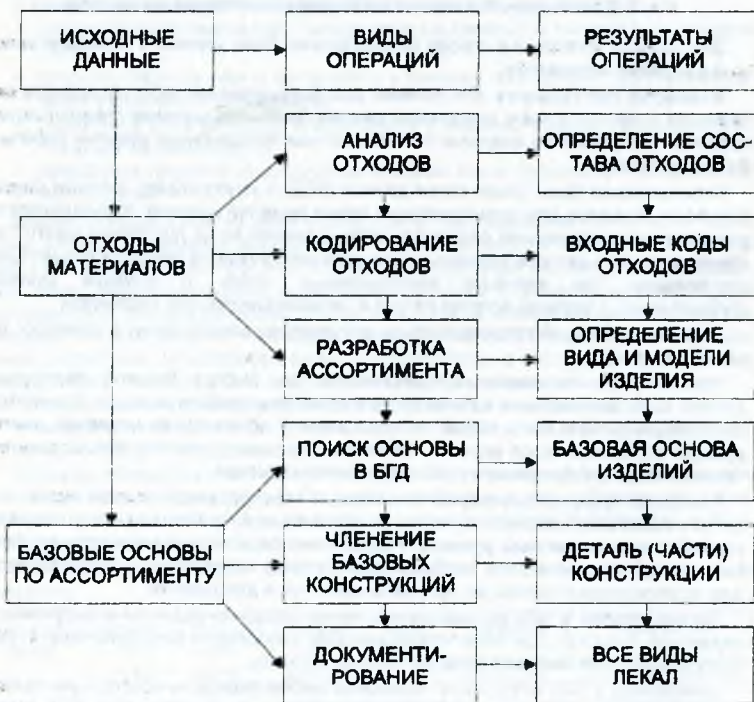 ИСХОДНЫЕ
ДАННЫЕ
ВИДЫ
ОПЕРАЦИЙ
РЕЗУЛЬТАТЫ
ОПЕРАЦИЙ
АНАЛИЗ
ОТХОДОВ
ОПРЕДЕЛЕНИЕ СОС-
ТАВА ОТХОДОВ
ОТХОДЫ
МАТЕРИАЛОВ
КОДИРОВАНИЕ
ОТХОДОВ
ВХОДНЫЕ КОДЫ
ОТХОДОВ
РАЗРАБОТКА
АССОРТИМЕНТА
ОПРЕДЕЛЕНИЕ
ВИДА И МОДЕЛИ
ИЗДЕЛИЯ
ПОИСК ОСНОВЫ
В БГД
БАЗОВАЯ ОСНОВА
ИЗДЕЛИЙ
БАЗОВЫЕ ОСНОВЫ
ПО АССОРТИМЕНТУ
ЧЛЕНЕНИЕ
БАЗОВЫХ
КОНСТРУКЦИЙ
ДЕТАЛЬ (ЧАСТИ)
КОНСТРУКЦИИ
ДОКУМЕНТИ-
РОВАНИЕ
ВСЕ ВИДЫ
ЛЕКАЛ